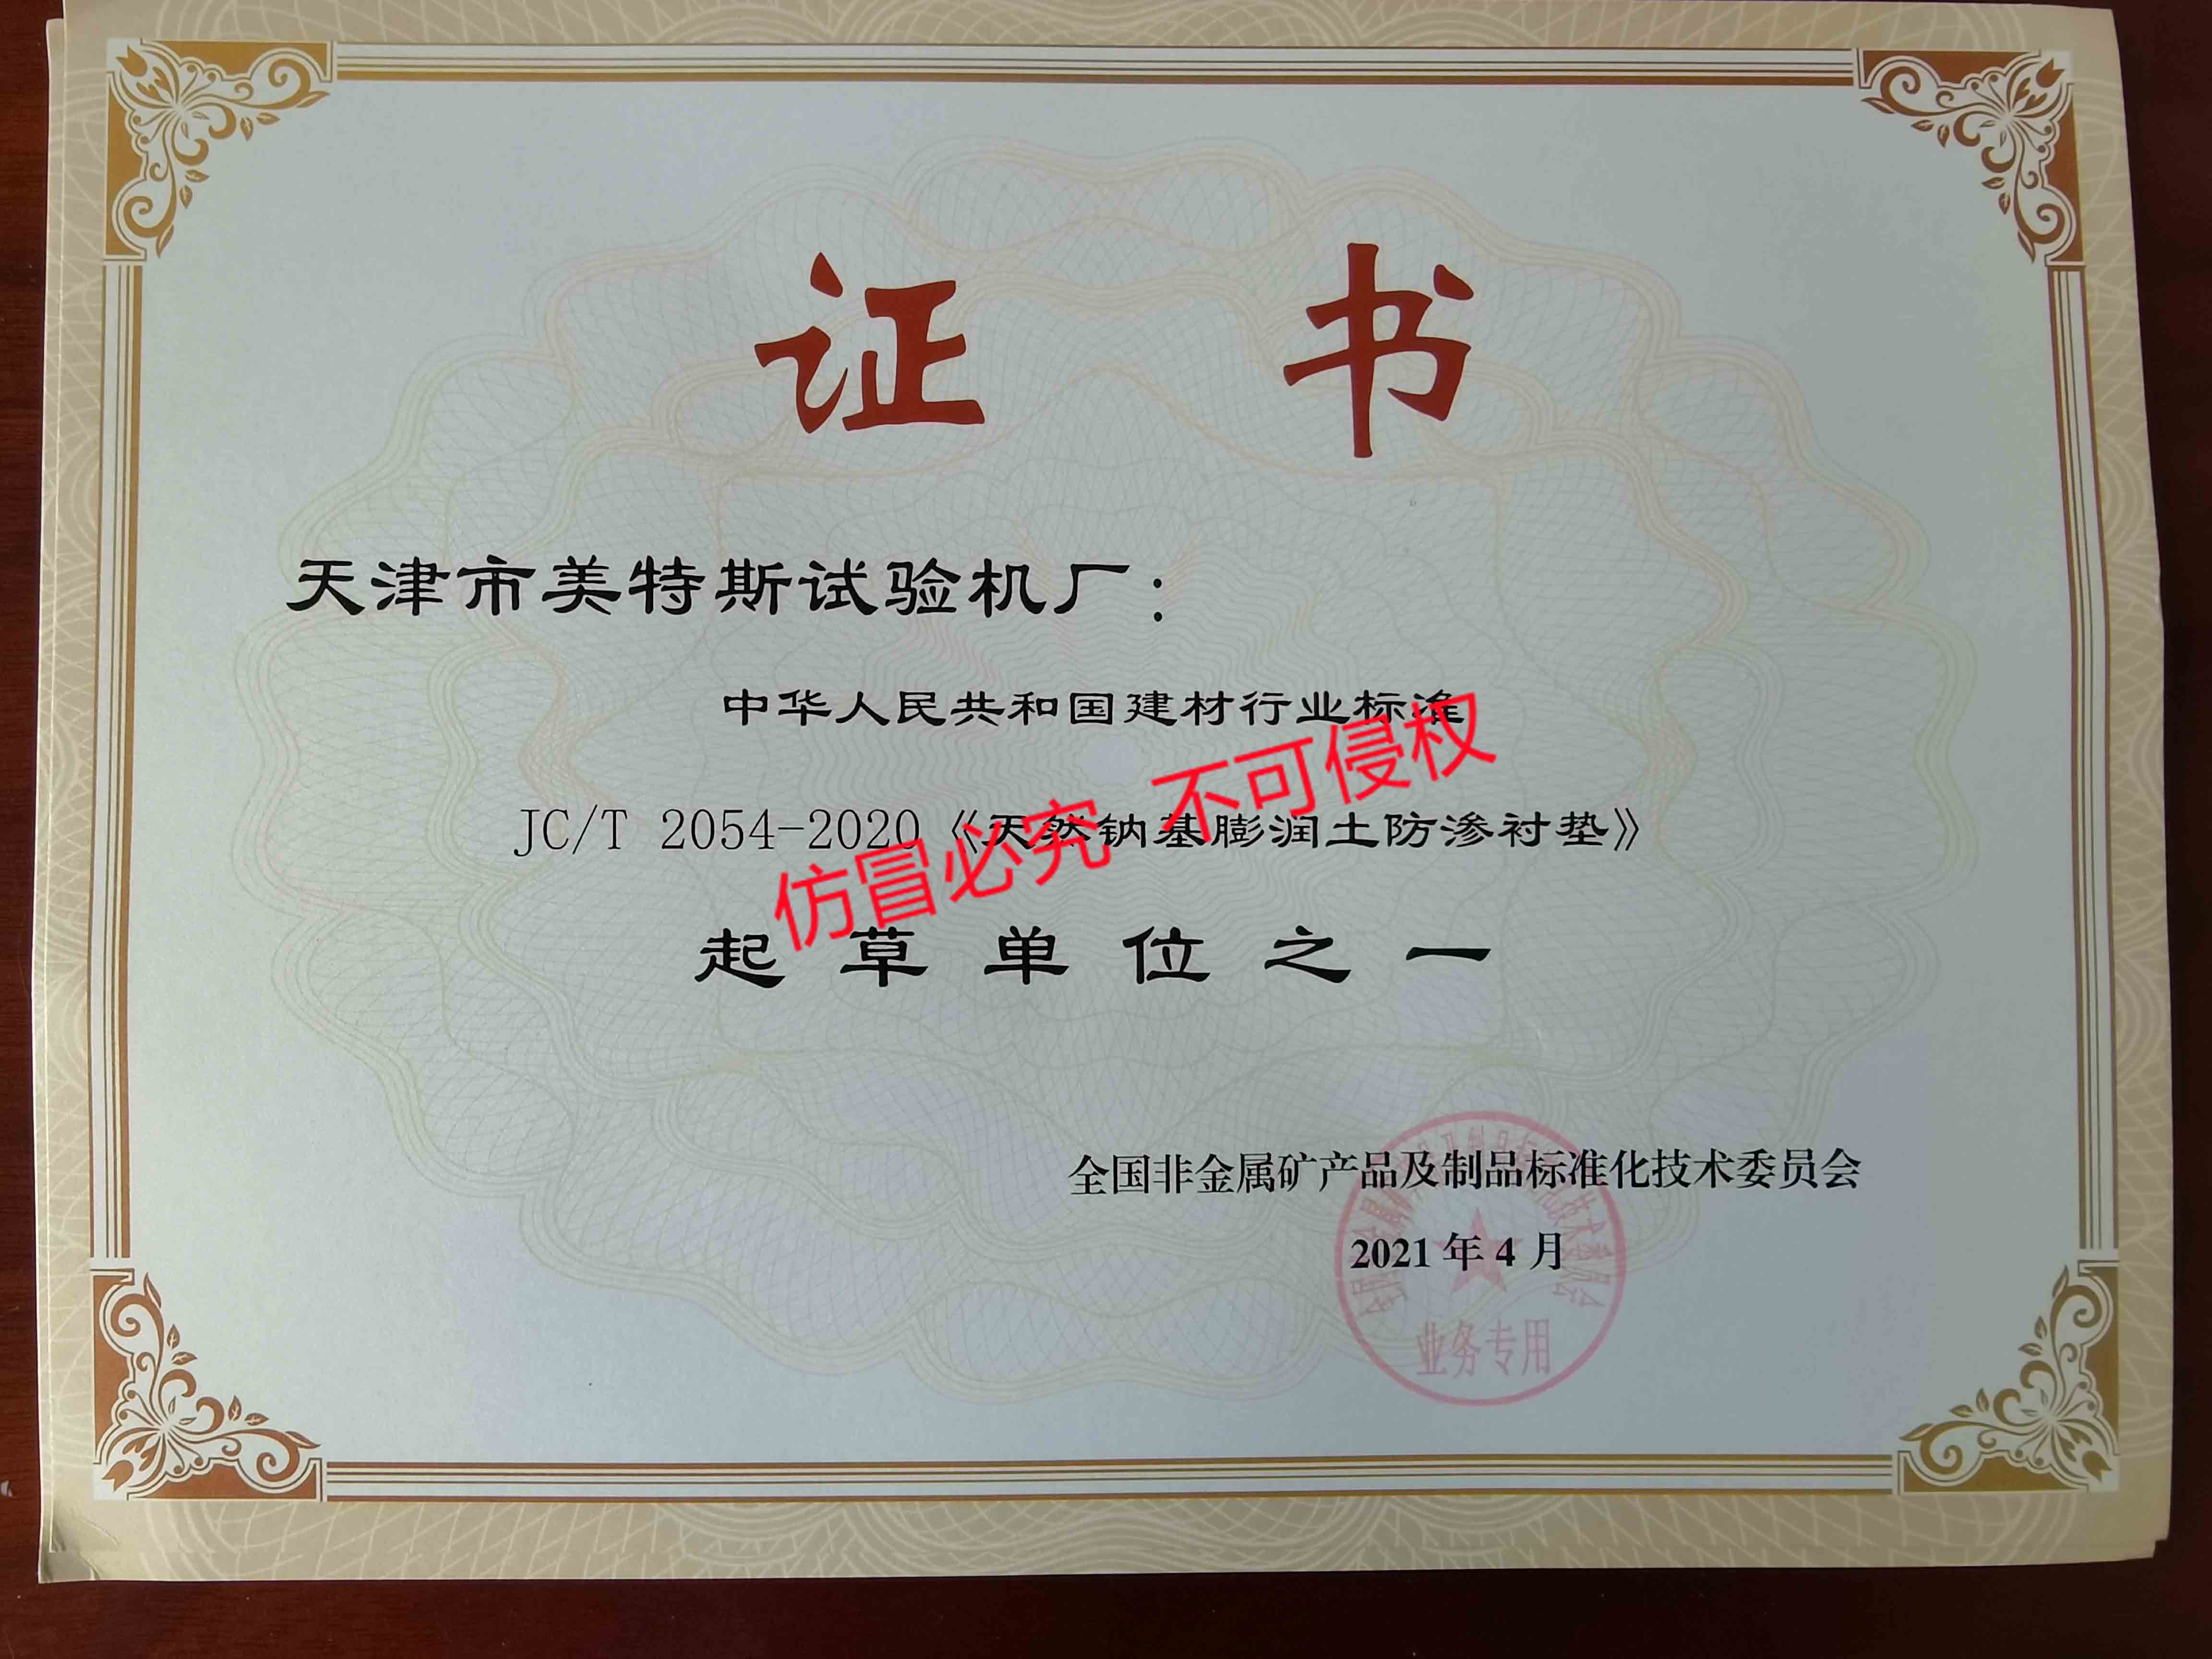 证 书
天津市美特斯试验机厂：
中华人民共和国建材行业标准
JC/T 2054-2020《天然钠基膨润土防渗衬垫》
仿冒必究 不可侵权
起草单位之一
全国非金属矿产品及制品标准化技术委员会
2021年4月
业务专用